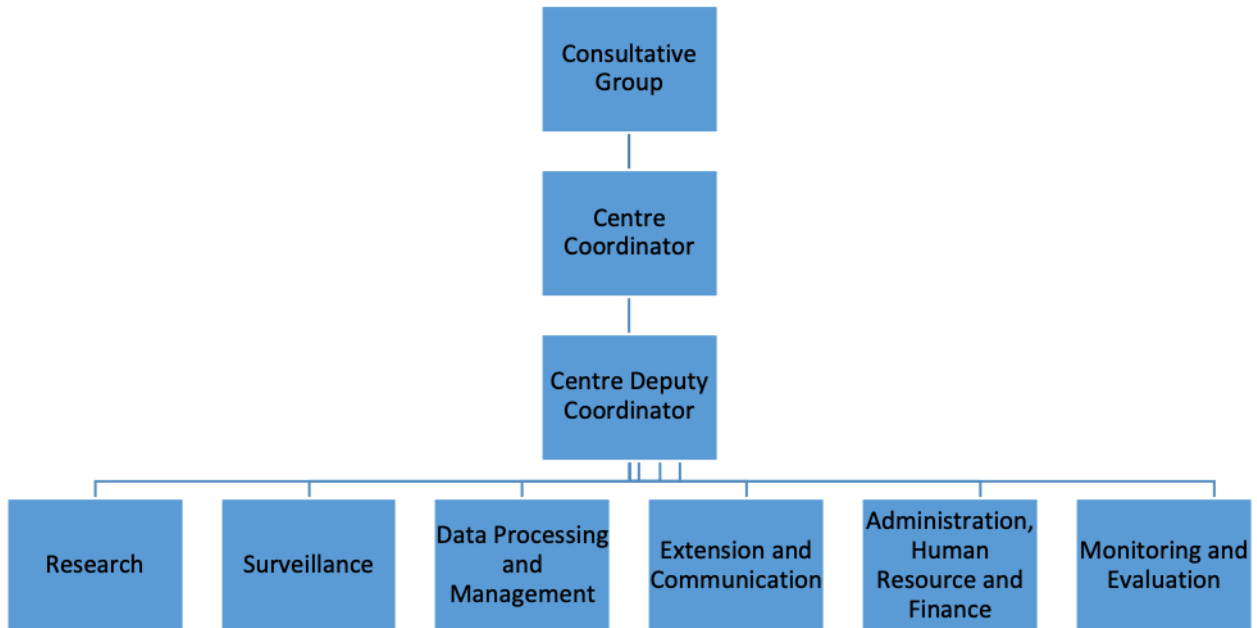 Consultative
Group
Centre
Coordinator
Centre Deputy
Coordinator
Research
Surveillance
Data Processing
and
Management
Extension and
Communication
Administration,
Human
Resource and
Finance
Monitoring and
Evaluation